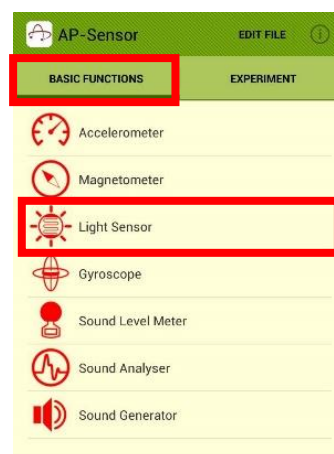 AP-Sensor EDIT FILE
BASIC FUNCTIONS EXPERIMENT
Accelerometer
Magnetometer
Light Sensor
Gyroscope
Sound Level Meter
Sound Analyser
Sound Generator